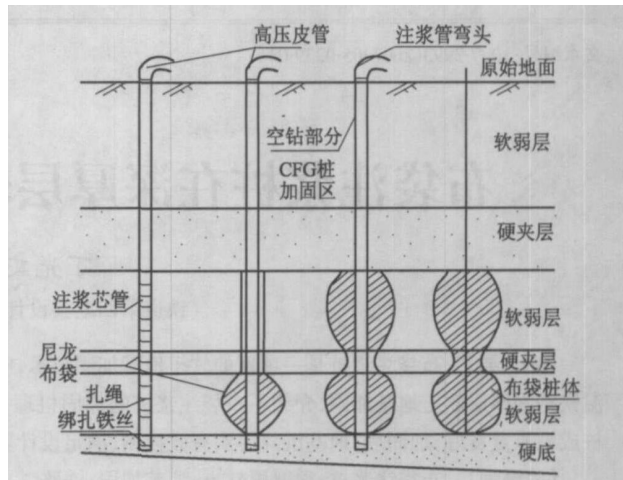 高压皮管
注浆管弯头
原始地面
空钻部分
CFG桩
加固区
软弱层
硬夹层
注浆芯管
软弱层
尼龙
布袋
硬夹层
布袋桩体
扎绳
绑扎铁丝
软弱层
硬底